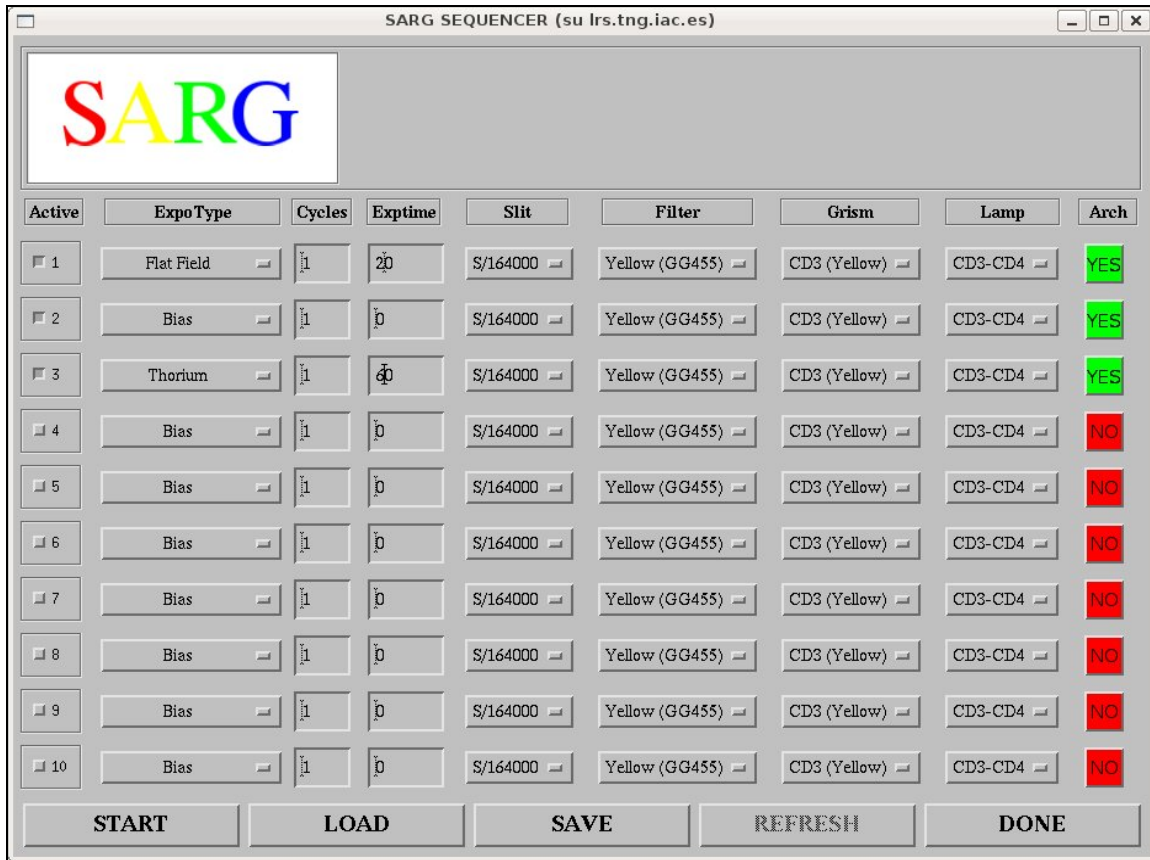 SARG SEQUENCER (su lrs.tng.iac.es)
SARG
Active ExpoType Cycles Exptime Slit Filter Grism Lamp Arch
1 Flat Field 1 20 S/164000 Yellow (GG455) CD3 (Yellow) CD3-CD4 YES
2 Bias 1 0 S/164000 Yellow (GG455) CD3 (Yellow) CD3-CD4 YES
3 Thorium 1 60 S/164000 Yellow (GG455) CD3 (Yellow) CD3-CD4 YES
4 Bias 1 0 S/164000 Yellow (GG455) CD3 (Yellow) CD3-CD4 NO
5 Bias 1 0 S/164000 Yellow (GG455) CD3 (Yellow) CD3-CD4 NO
6 Bias 1 0 S/164000 Yellow (GG455) CD3 (Yellow) CD3-CD4 NO
7 Bias 1 0 S/164000 Yellow (GG455) CD3 (Yellow) CD3-CD4 NO
8 Bias 1 0 S/164000 Yellow (GG455) CD3 (Yellow) CD3-CD4 NO
9 Bias 1 0 S/164000 Yellow (GG455) CD3 (Yellow) CD3-CD4 NO
10 Bias 1 0 S/164000 Yellow (GG455) CD3 (Yellow) CD3-CD4 NO
START LOAD SAVE REFRESH DONE